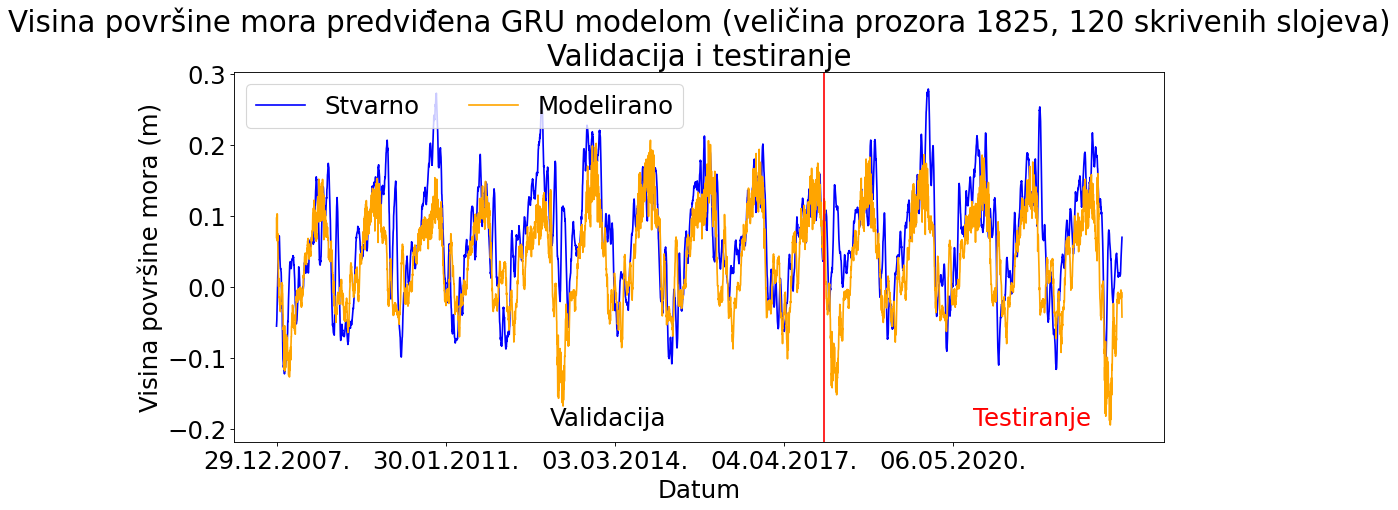 Visina površine mora predviđena GRU modelom (veličina prozora 1825, 120 skrivenih slojeva)
Validacija i testiranje
Stvarno
Modelirano
Visina površine mora (m)
0.3
0.2
0.1
0.0
−0.1
−0.2
Validacija
Testiranje
29.12.2007.
30.01.2011.
03.03.2014.
04.04.2017.
06.05.2020.
Datum